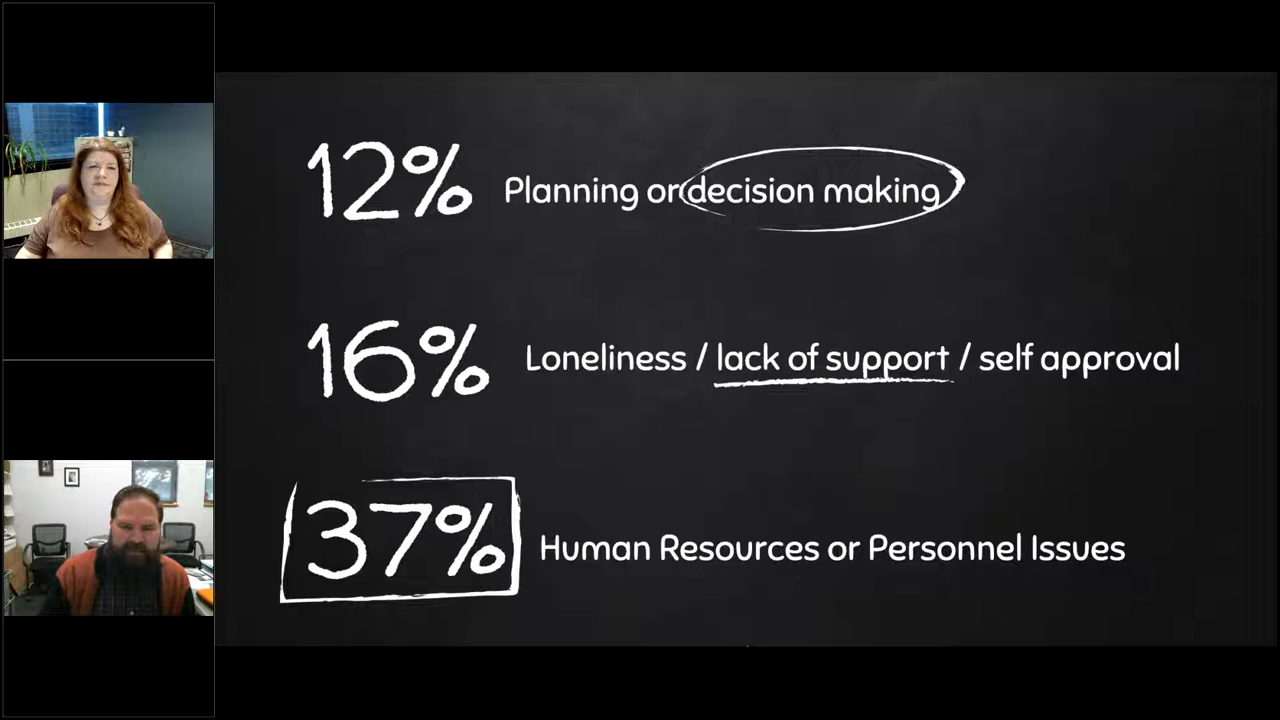 12% Planning or decision making
16% Loneliness / lack of support / self approval
37% Human Resources or Personnel Issues